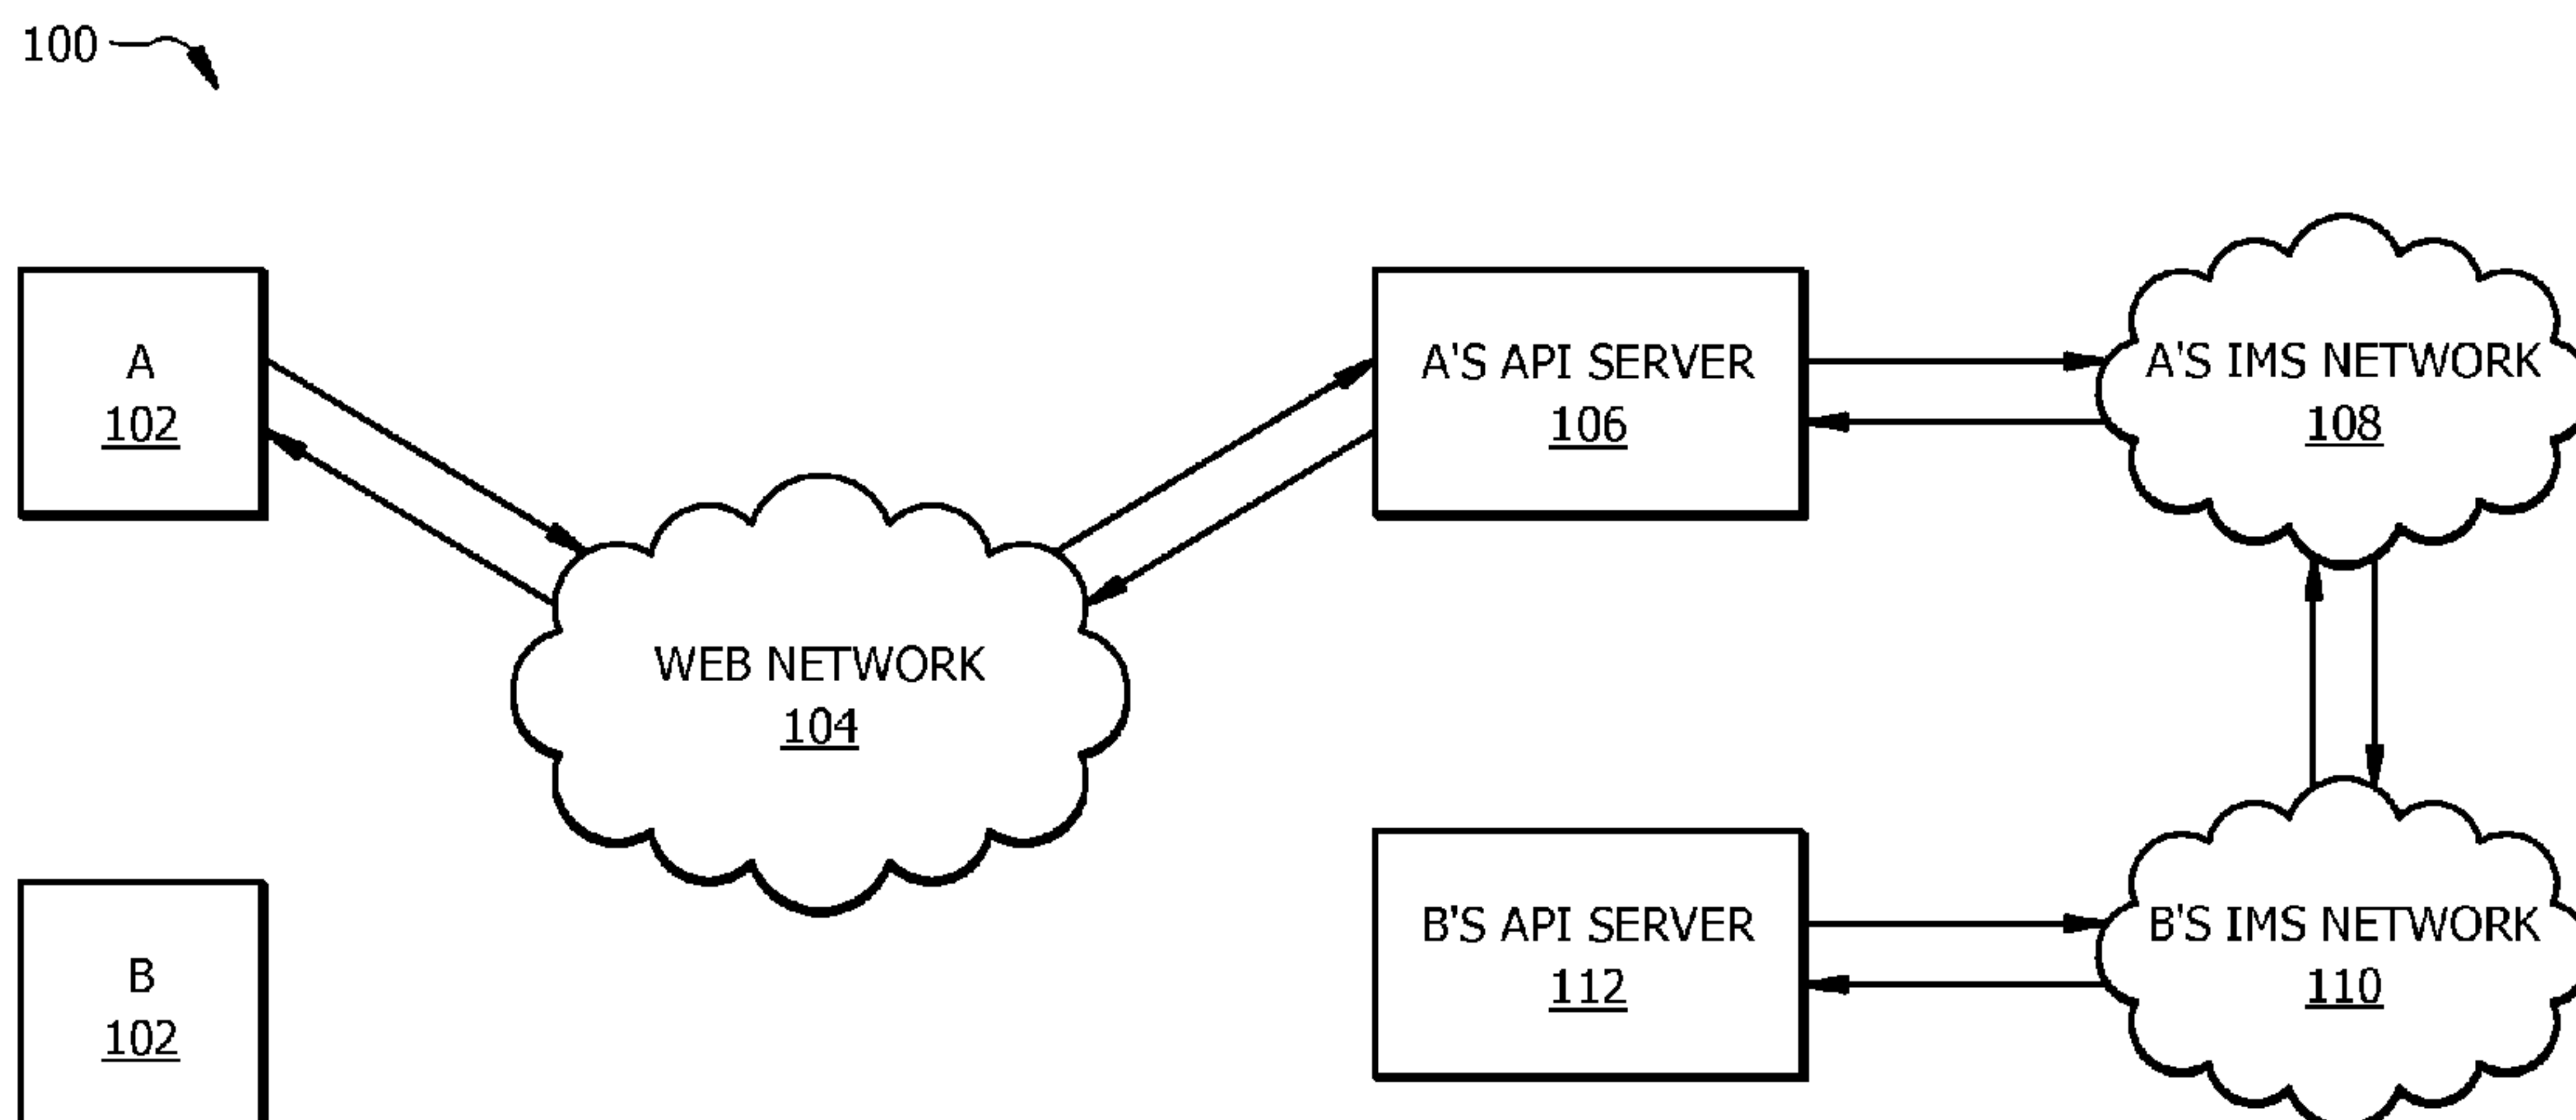 100
A
102
A'S API SERVER
106
A'S IMS NETWORK
108
WEB NETWORK
104
B
102
B'S API SERVER
112
B'S IMS NETWORK
110